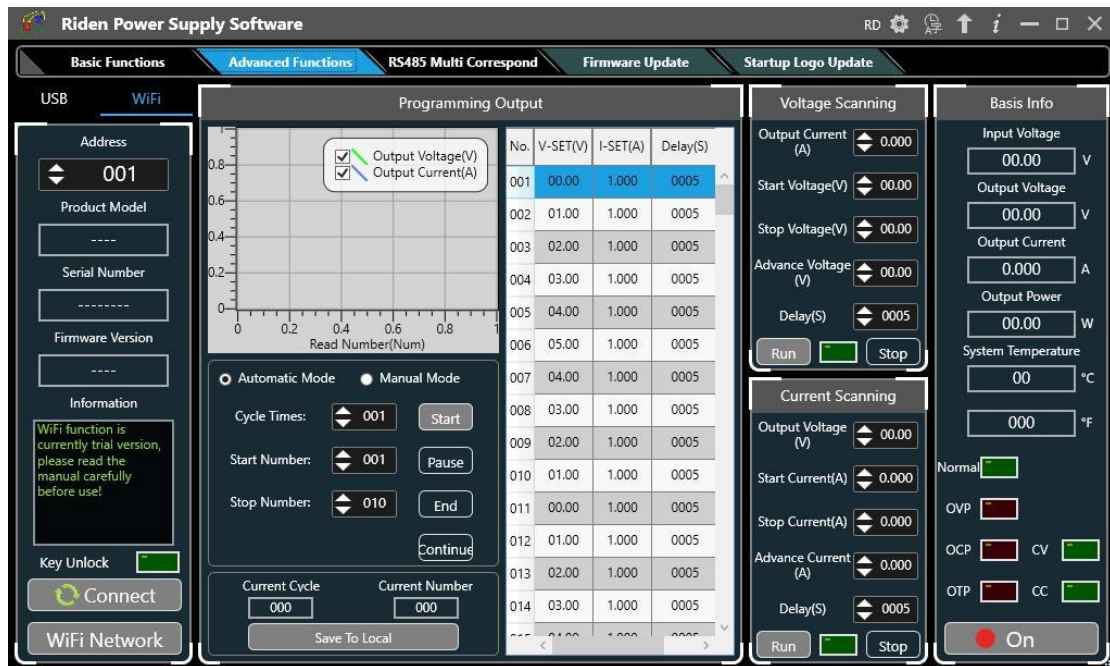 Riden Power Supply Software
RD
Basic Functions
Advanced Functions
RS485 Multi Correspond
Firmware Update
Startup Logo Update
USB
WiFi
Address
001
Product Model
----
Serial Number
--------
Firmware Version
----
Information
WiFi function is
currently trial version,
please read the
manual carefully
before use!
Key Unlock
Connect
WiFi Network
Programming Output
Output Voltage(V)
Output Current(A)
1
0.8
0.6
0.4
0.2
0
0 0.2 0.4 0.6 0.8 1
Read Number(Num)
Automatic Mode
Manual Mode
Cycle Times: 001 Start
Start Number: 001 Pause
Stop Number: 010 End
Continue
Current Cycle Current Number
000 000
Save To Local
No. V-SET(V) I-SET(A) Delay(S)
001 00.00 1.000 0005
002 01.00 1.000 0005
003 02.00 1.000 0005
004 03.00 1.000 0005
005 04.00 1.000 0005
006 05.00 1.000 0005
007 04.00 1.000 0005
008 03.00 1.000 0005
009 02.00 1.000 0005
010 01.00 1.000 0005
011 00.00 1.000 0005
012 01.00 1.000 0005
013 02.00 1.000 0005
014 03.00 1.000 0005
Voltage Scanning
Output Current
(A)
0.000
Start Voltage(V) 00.00
Stop Voltage(V) 00.00
Advance Voltage
(V)
00.00
Delay(S) 0005
Run Stop
Current Scanning
Output Voltage
(V)
00.00
Start Current(A) 0.000
Stop Current(A) 0.000
Advance Current
(A)
0.000
Delay(S) 0005
Run Stop
Basis Info
Input Voltage
00.00 V
Output Voltage
00.00 V
Output Current
0.000 A
Output Power
00.00 W
System Temperature
00 °C
000 °F
Normal
OVP
OCP CV
OTP CC
On